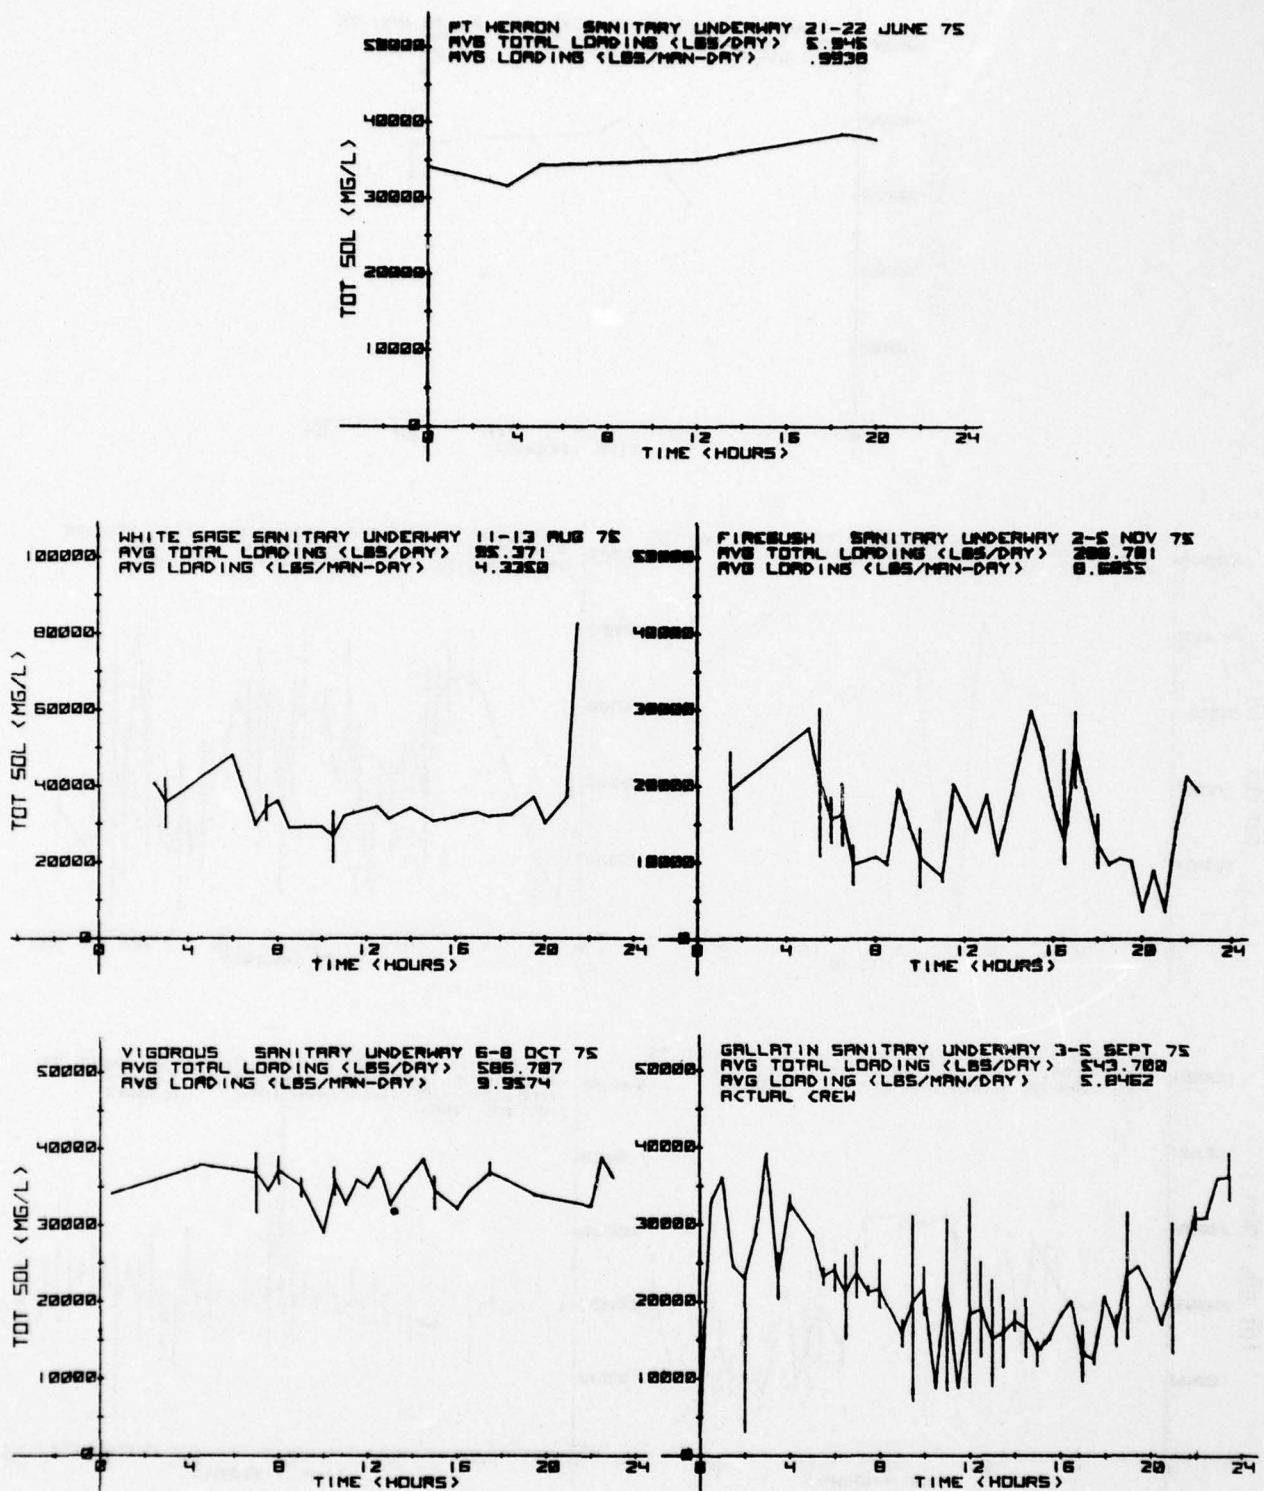 PT HERRON SANITARY UNDERWAY 21-22 JUNE 75
AVG TOTAL LOADING <LBS/DAY> 5.945
AVG LOADING <LBS/MAN-DAY> .9938
TOT SOL <MG/L>
50000
40000
30000
20000
10000
0
0 4 8 12 16 20 24
TIME <HOURS>
WHITE SAGE SANITARY UNDERWAY 11-13 AUG 75
AVG TOTAL LOADING <LBS/DAY> 95.371
AVG LOADING <LBS/MAN-DAY> 4.3350
TOT SOL <MG/L>
100000
80000
60000
40000
20000
0
0 4 8 12 16 20 24
TIME <HOURS>
FIREBUSH SANITARY UNDERWAY 2-5 NOV 75
AVG TOTAL LOADING <LBS/DAY>
AVG LOADING <LBS/MAN-DAY>
50000
40000
30000
20000
10000
0
0 4 8 12 16 20 24
TIME <HOURS>
VIGOROUS SANITARY UNDERWAY 6-8 OCT 75
AVG TOTAL LOADING <LBS/DAY> 586.787
AVG LOADING <LBS/MAN-DAY> 9.9574
TOT SOL <MG/L>
50000
40000
30000
20000
10000
0
0 4 8 12 16 20 24
TIME <HOURS>
GALLATIN SANITARY UNDERWAY 3-5 SEPT 75
AVG TOTAL LOADING <LBS/DAY> 543.700
AVG LOADING <LBS/MAN/DAY> 5.8462
ACTUAL CREW
50000
40000
30000
20000
10000
0
0 4 8 12 16 20 24
TIME <HOURS>